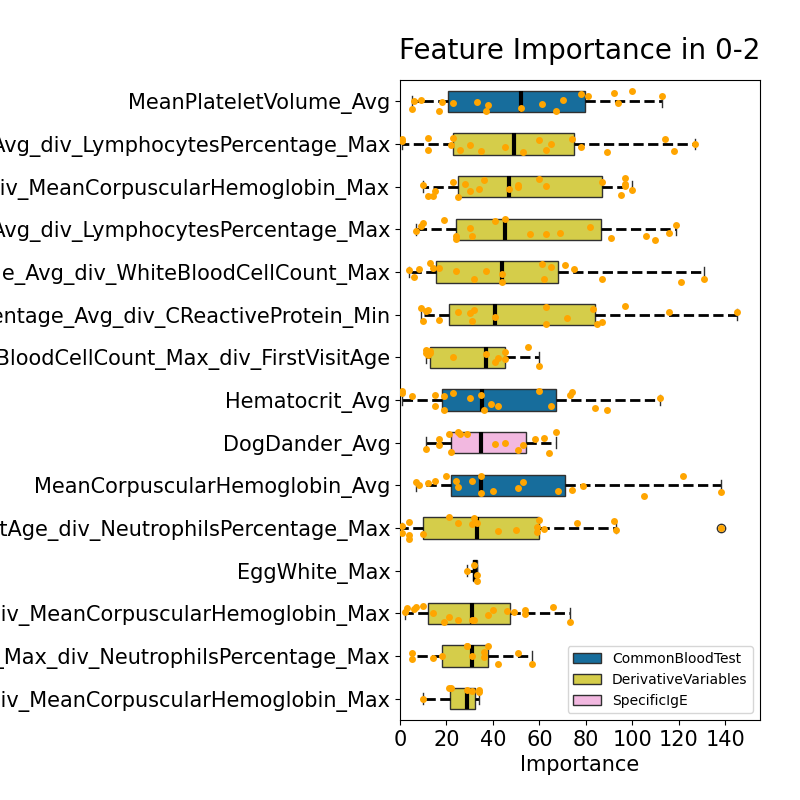 Feature Importance in 0-2
MeanPlateletVolume_Avg
Avg_div_LymphocytesPercentage_Max
div_MeanCorpuscularHemoglobin_Max
Avg_div_LymphocytesPercentage_Max
e_Avg_div_WhiteBloodCellCount_Max
entage_Avg_div_CReactiveProtein_Min
BloodCellCount_Max_div_FirstVisitAge
Hematocrit_Avg
DogDander_Avg
MeanCorpuscularHemoglobin_Avg
tAge_div_NeutrophilsPercentage_Max
EggWhite_Max
iv_MeanCorpuscularHemoglobin_Max
_Max_div_NeutrophilsPercentage_Max
iv_MeanCorpuscularHemoglobin_Max
CommonBloodTest
DerivativeVariables
SpecificIgE
0 20 40 60 80 100 120 140
Importance